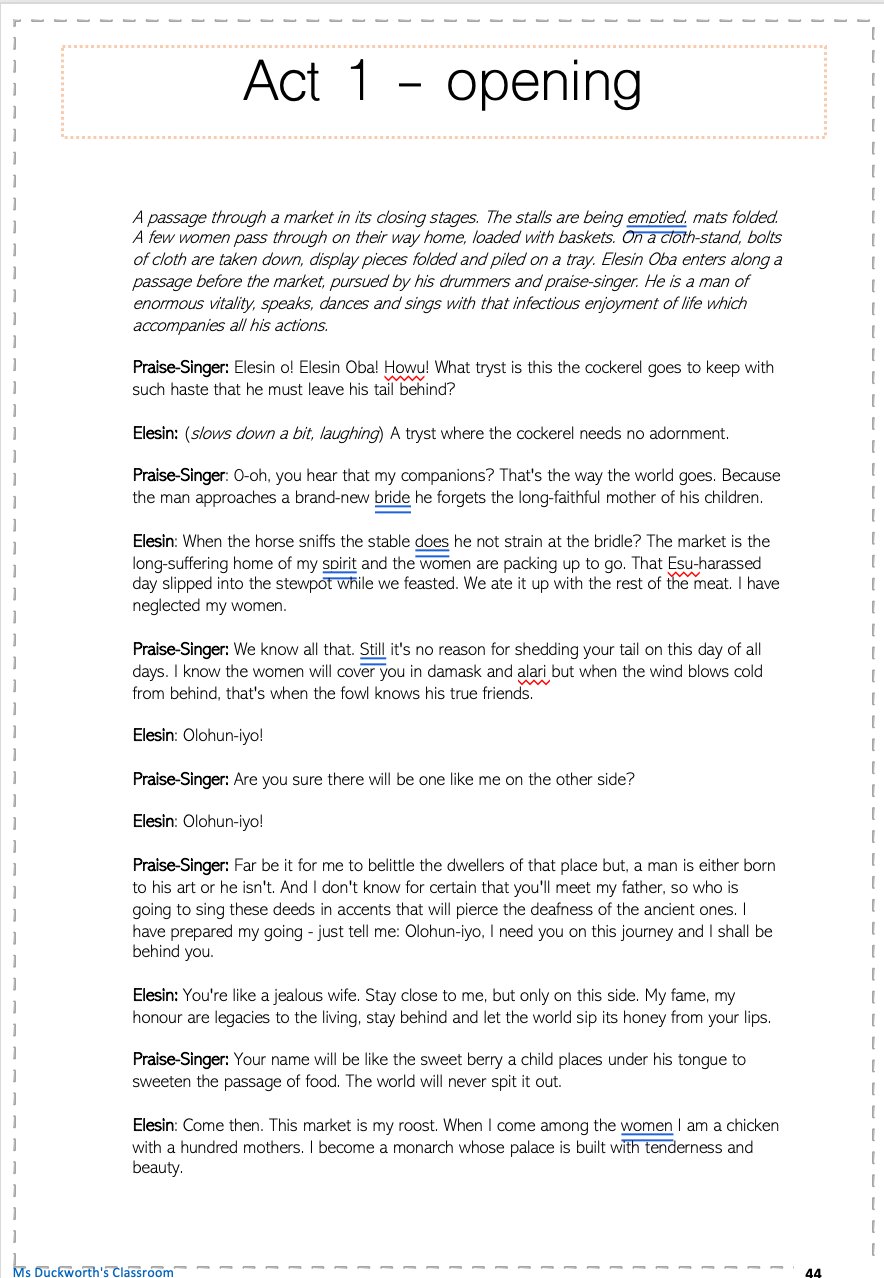 Act 1 – opening
A passage through a market in its closing stages. The stalls are being emptied. mats folded.
A few women pass through on their way home, loaded with baskets. On a cloth-stand, bolts
of cloth are taken down, display pieces folded and piled on a tray. Elesin Oba enters along a
passage before the market, pursued by his drummers and praise-singer. He is a man of
enormous vitality, speaks, dances and sings with that infectious enjoyment of life which
accompanies all his actions.
Praise-Singer: Elesin o! Elesin Oba! Howu! What tryst is this the cockerel goes to keep with
such haste that he must leave his tail behind?
Elesin: (slows down a bit, laughing) A tryst where the cockerel needs no adornment.
Praise-Singer: 0-oh, you hear that my companions? That's the way the world goes. Because
the man approaches a brand-new bride he forgets the long-faithful mother of his children.
Elesin: When the horse sniffs the stable does he not strain at the bridle? The market is the
long-suffering home of my spirit and the women are packing up to go. That Esu-harassed
day slipped into the stewpot while we feasted. We ate it up with the rest of the meat. I have
neglected my women.
Praise-Singer: We know all that. Still it's no reason for shedding your tail on this day of all
days. I know the women will cover you in damask and alari but when the wind blows cold
from behind, that's when the fowl knows his true friends.
Elesin: Olohun-iyo!
Praise-Singer: Are you sure there will be one like me on the other side?
Elesin: Olohun-iyo!
Praise-Singer: Far be it for me to belittle the dwellers of that place but, a man is either born
to his art or he isn't. And I don't know for certain that you'll meet my father, so who is
going to sing these deeds in accents that will pierce the deafness of the ancient ones. I
have prepared my going - just tell me: Olohun-iyo, I need you on this journey and I shall be
behind you.
Elesin: You're like a jealous wife. Stay close to me, but only on this side. My fame, my
honour are legacies to the living, stay behind and let the world sip its honey from your lips.
Praise-Singer: Your name will be like the sweet berry a child places under his tongue to
sweeten the passage of food. The world will never spit it out.
Elesin: Come then. This market is my roost. When I come among the women I am a chicken
with a hundred mothers. I become a monarch whose palace is built with tenderness and
beauty.
Ms Duckworth's Classroom
44